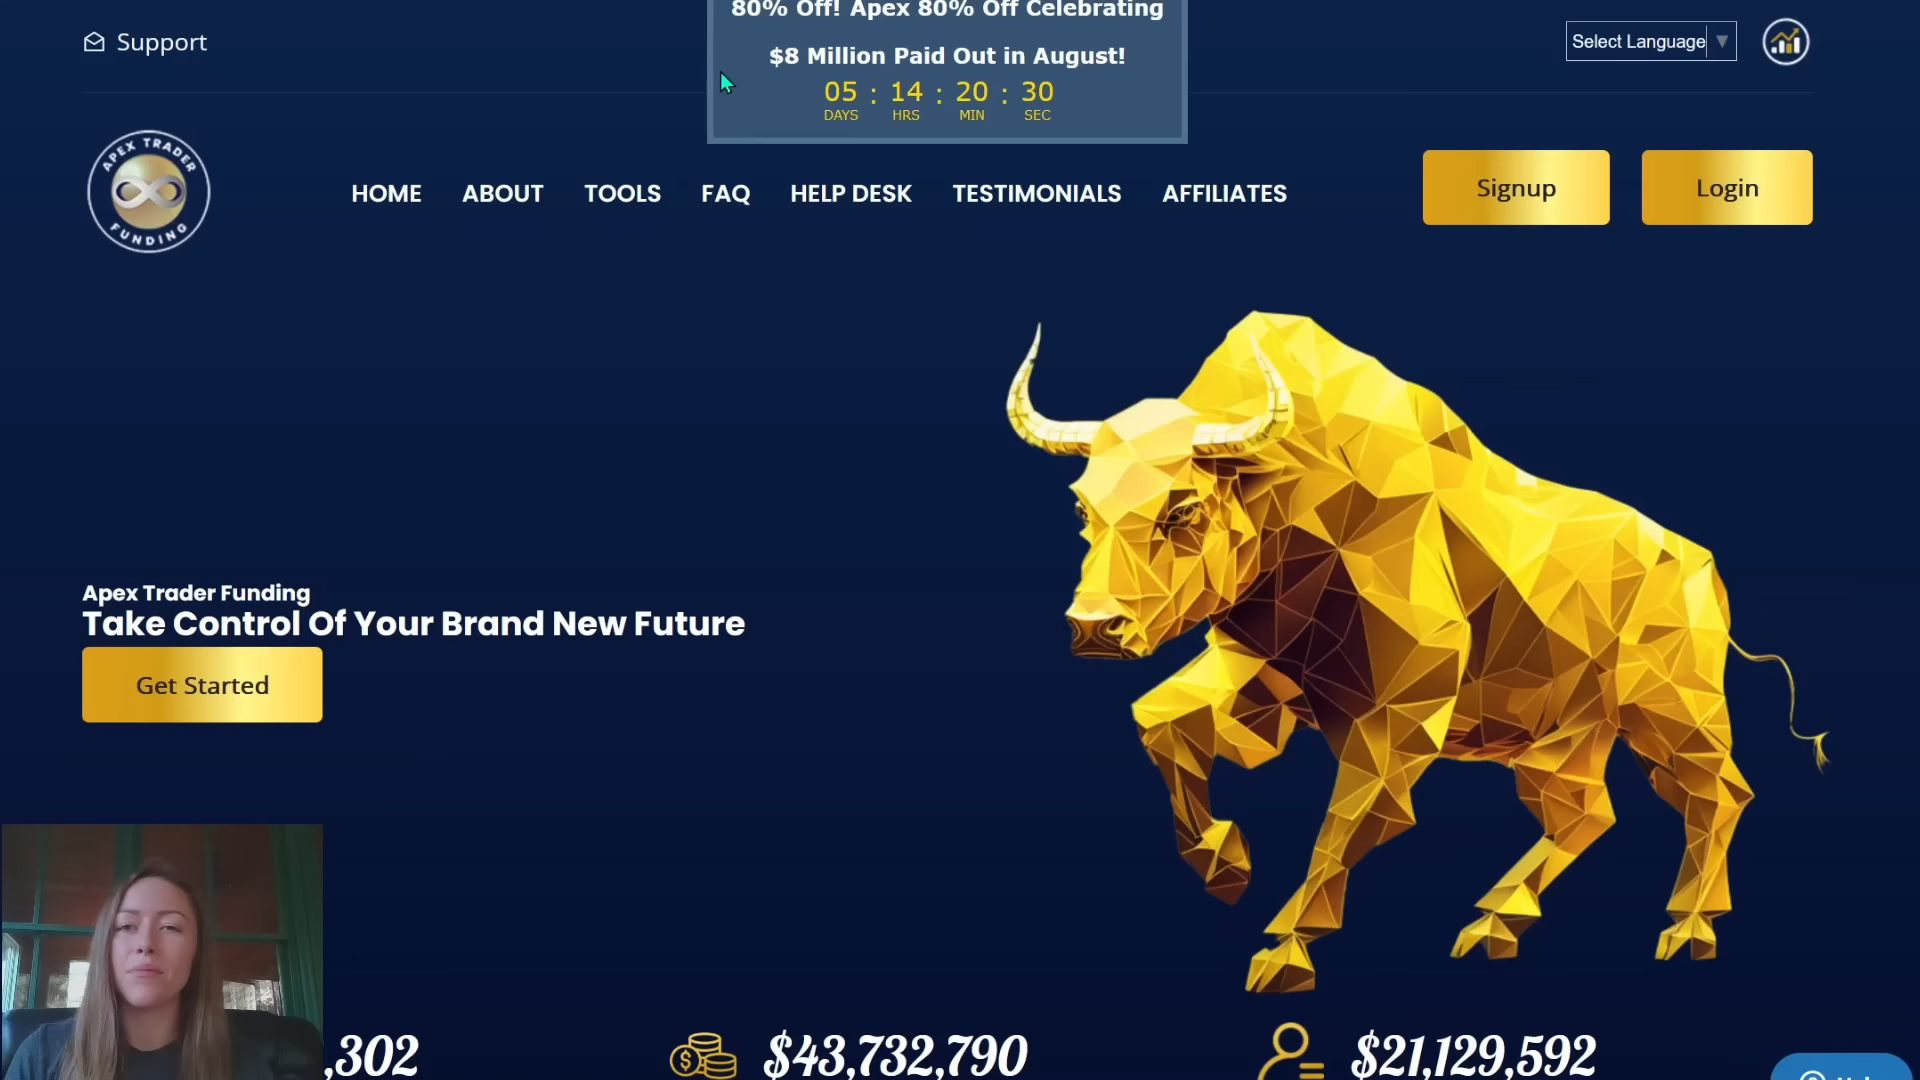 80% Off! Apex 80% Off Celebrating
$8 Million Paid Out in August!
05 : 14 : 20 : 30
DAYS HRS MIN SEC
Support
Select Language
APEX TRADER
FUNDING
HOME ABOUT TOOLS FAQ HELP DESK TESTIMONIALS AFFILIATES
Signup
Login
Apex Trader Funding
Take Control Of Your Brand New Future
Get Started
,302
$43,732,790
$21,129,592